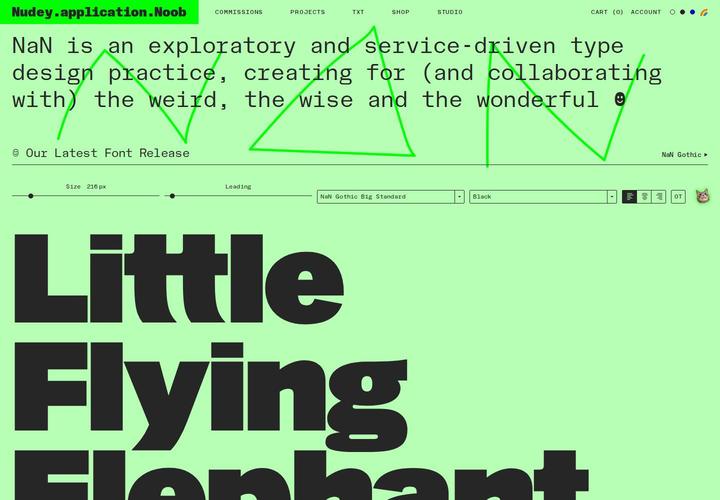 Nudey.application.Noob
COMMISSIONS PROJECTS TXT SHOP STUDIO CART (0) ACCOUNT
NaN is an exploratory and service-driven type
design practice, creating for (and collaborating
with) the weird, the wise and the wonderful
Our Latest Font Release
NaN Gothic
Size 216px Leading
NaN Gothic Big Standard
Black
OT
Little
Flying
Elephant